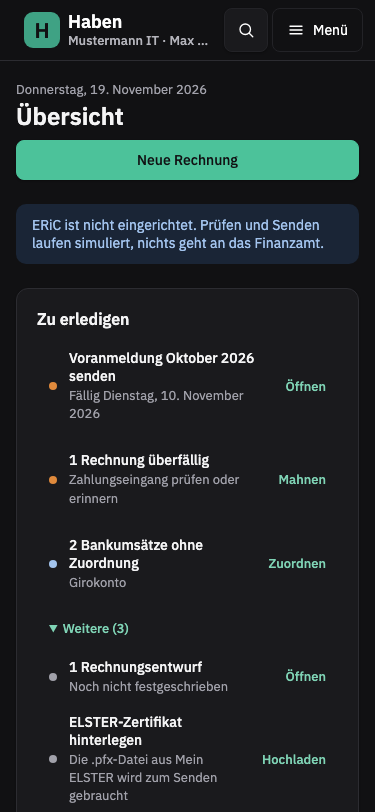 H
Haben
Mustermann IT · Max ...
Menü
Donnerstag, 19. November 2026
Übersicht
Neue Rechnung
ERiC ist nicht eingerichtet. Prüfen und Senden
laufen simuliert, nichts geht an das Finanzamt.
Zu erledigen
Voranmeldung Oktober 2026
senden
Fällig Dienstag, 10. November
2026
Öffnen
1 Rechnung überfällig
Zahlungseingang prüfen oder
erinnern
Mahnen
2 Bankumsätze ohne
Zuordnung
Girokonto
Zuordnen
Weitere (3)
1 Rechnungsentwurf
Noch nicht festgeschrieben
Öffnen
ELSTER-Zertifikat
hinterlegen
Die .pfx-Datei aus Mein
ELSTER wird zum Senden
gebraucht
Hochladen